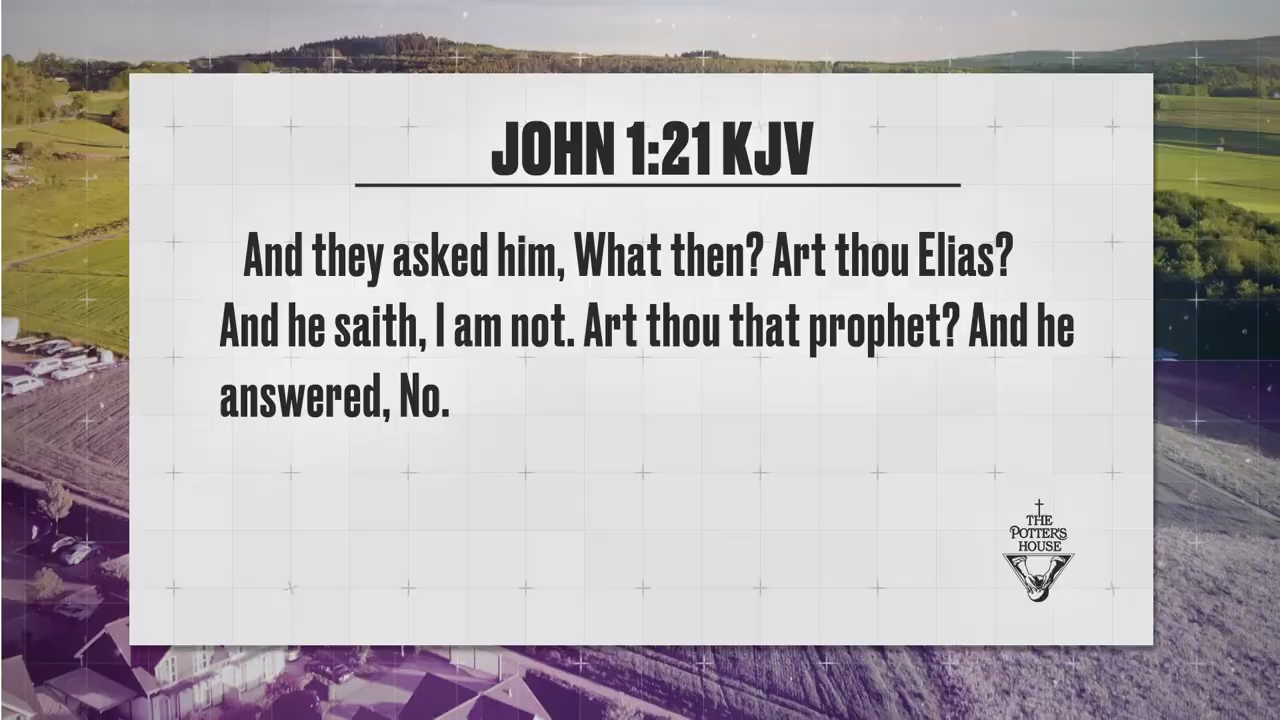 JOHN 1:21 KJV
And they asked him, What then? Art thou Elias?
And he saith, I am not. Art thou that prophet? And he
answered, No.
THE
POTTER'S
HOUSE